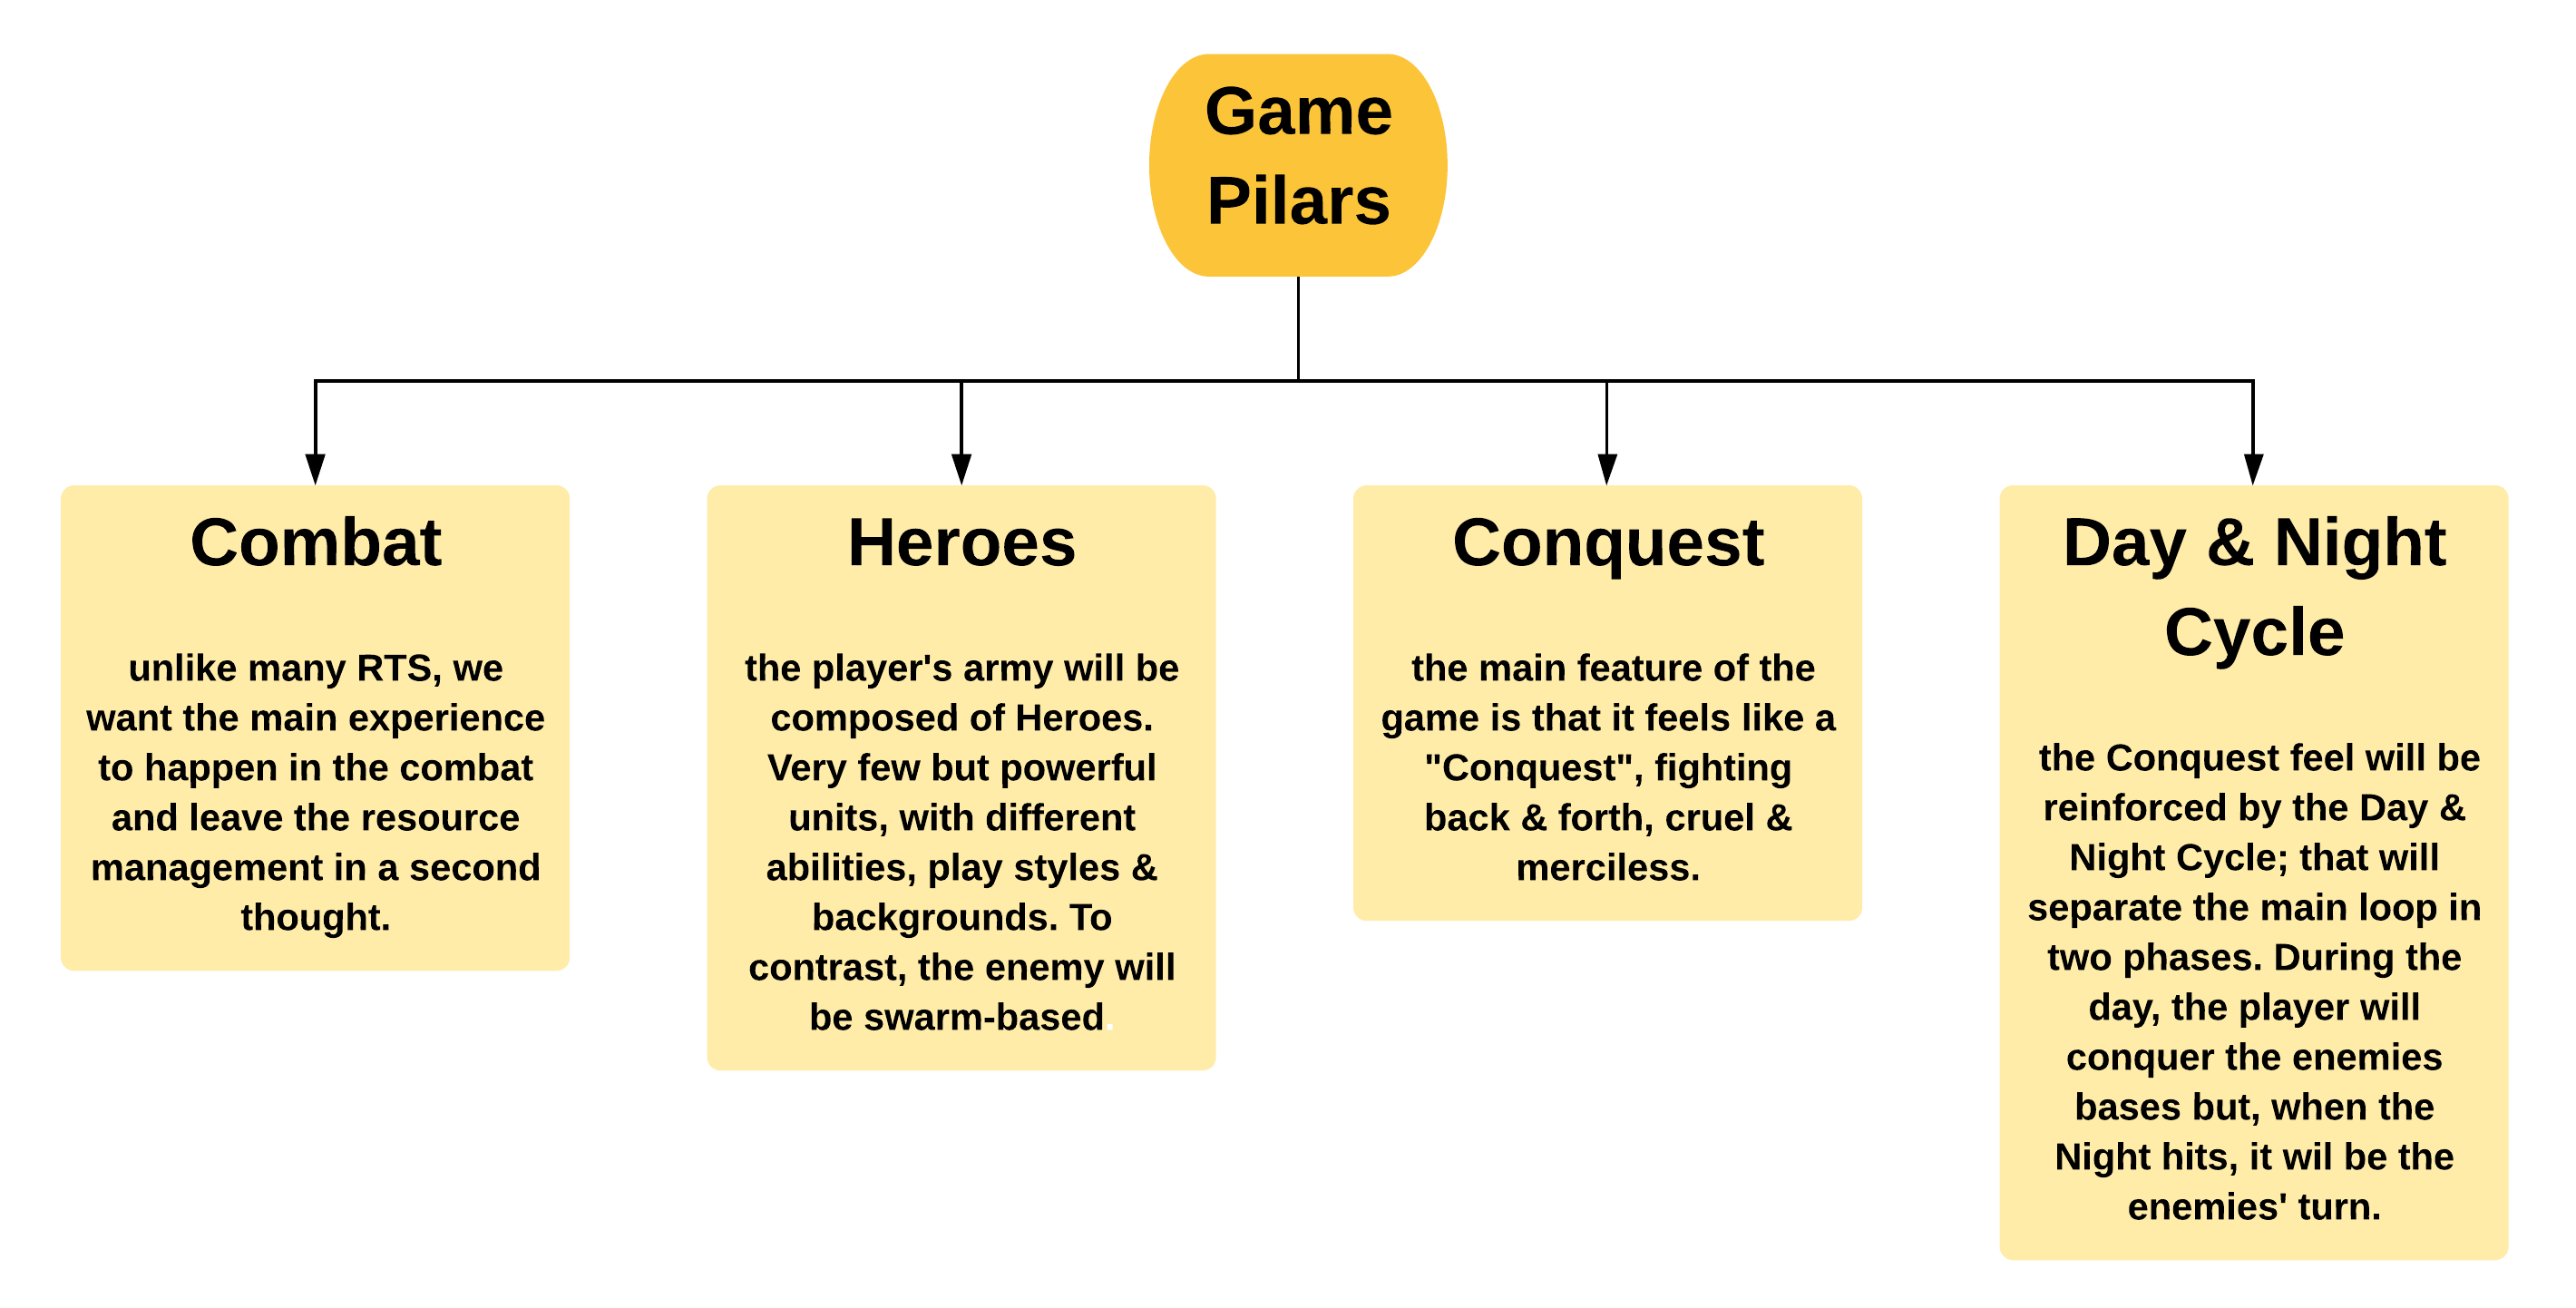 Game
Pilars
Combat
unlike many RTS, we
want the main experience
to happen in the combat
and leave the resource
management in a second
thought.
Heroes
the player's army will be
composed of Heroes.
Very few but powerful
units, with different
abilities, play styles &
backgrounds. To
contrast, the enemy will
be swarm-based.
Conquest
the main feature of the
game is that it feels like a
"Conquest", fighting
back & forth, cruel &
merciless.
Day & Night
Cycle
the Conquest feel will be
reinforced by the Day &
Night Cycle; that will
separate the main loop in
two phases. During the
day, the player will
conquer the enemies
bases but, when the
Night hits, it wil be the
enemies' turn.